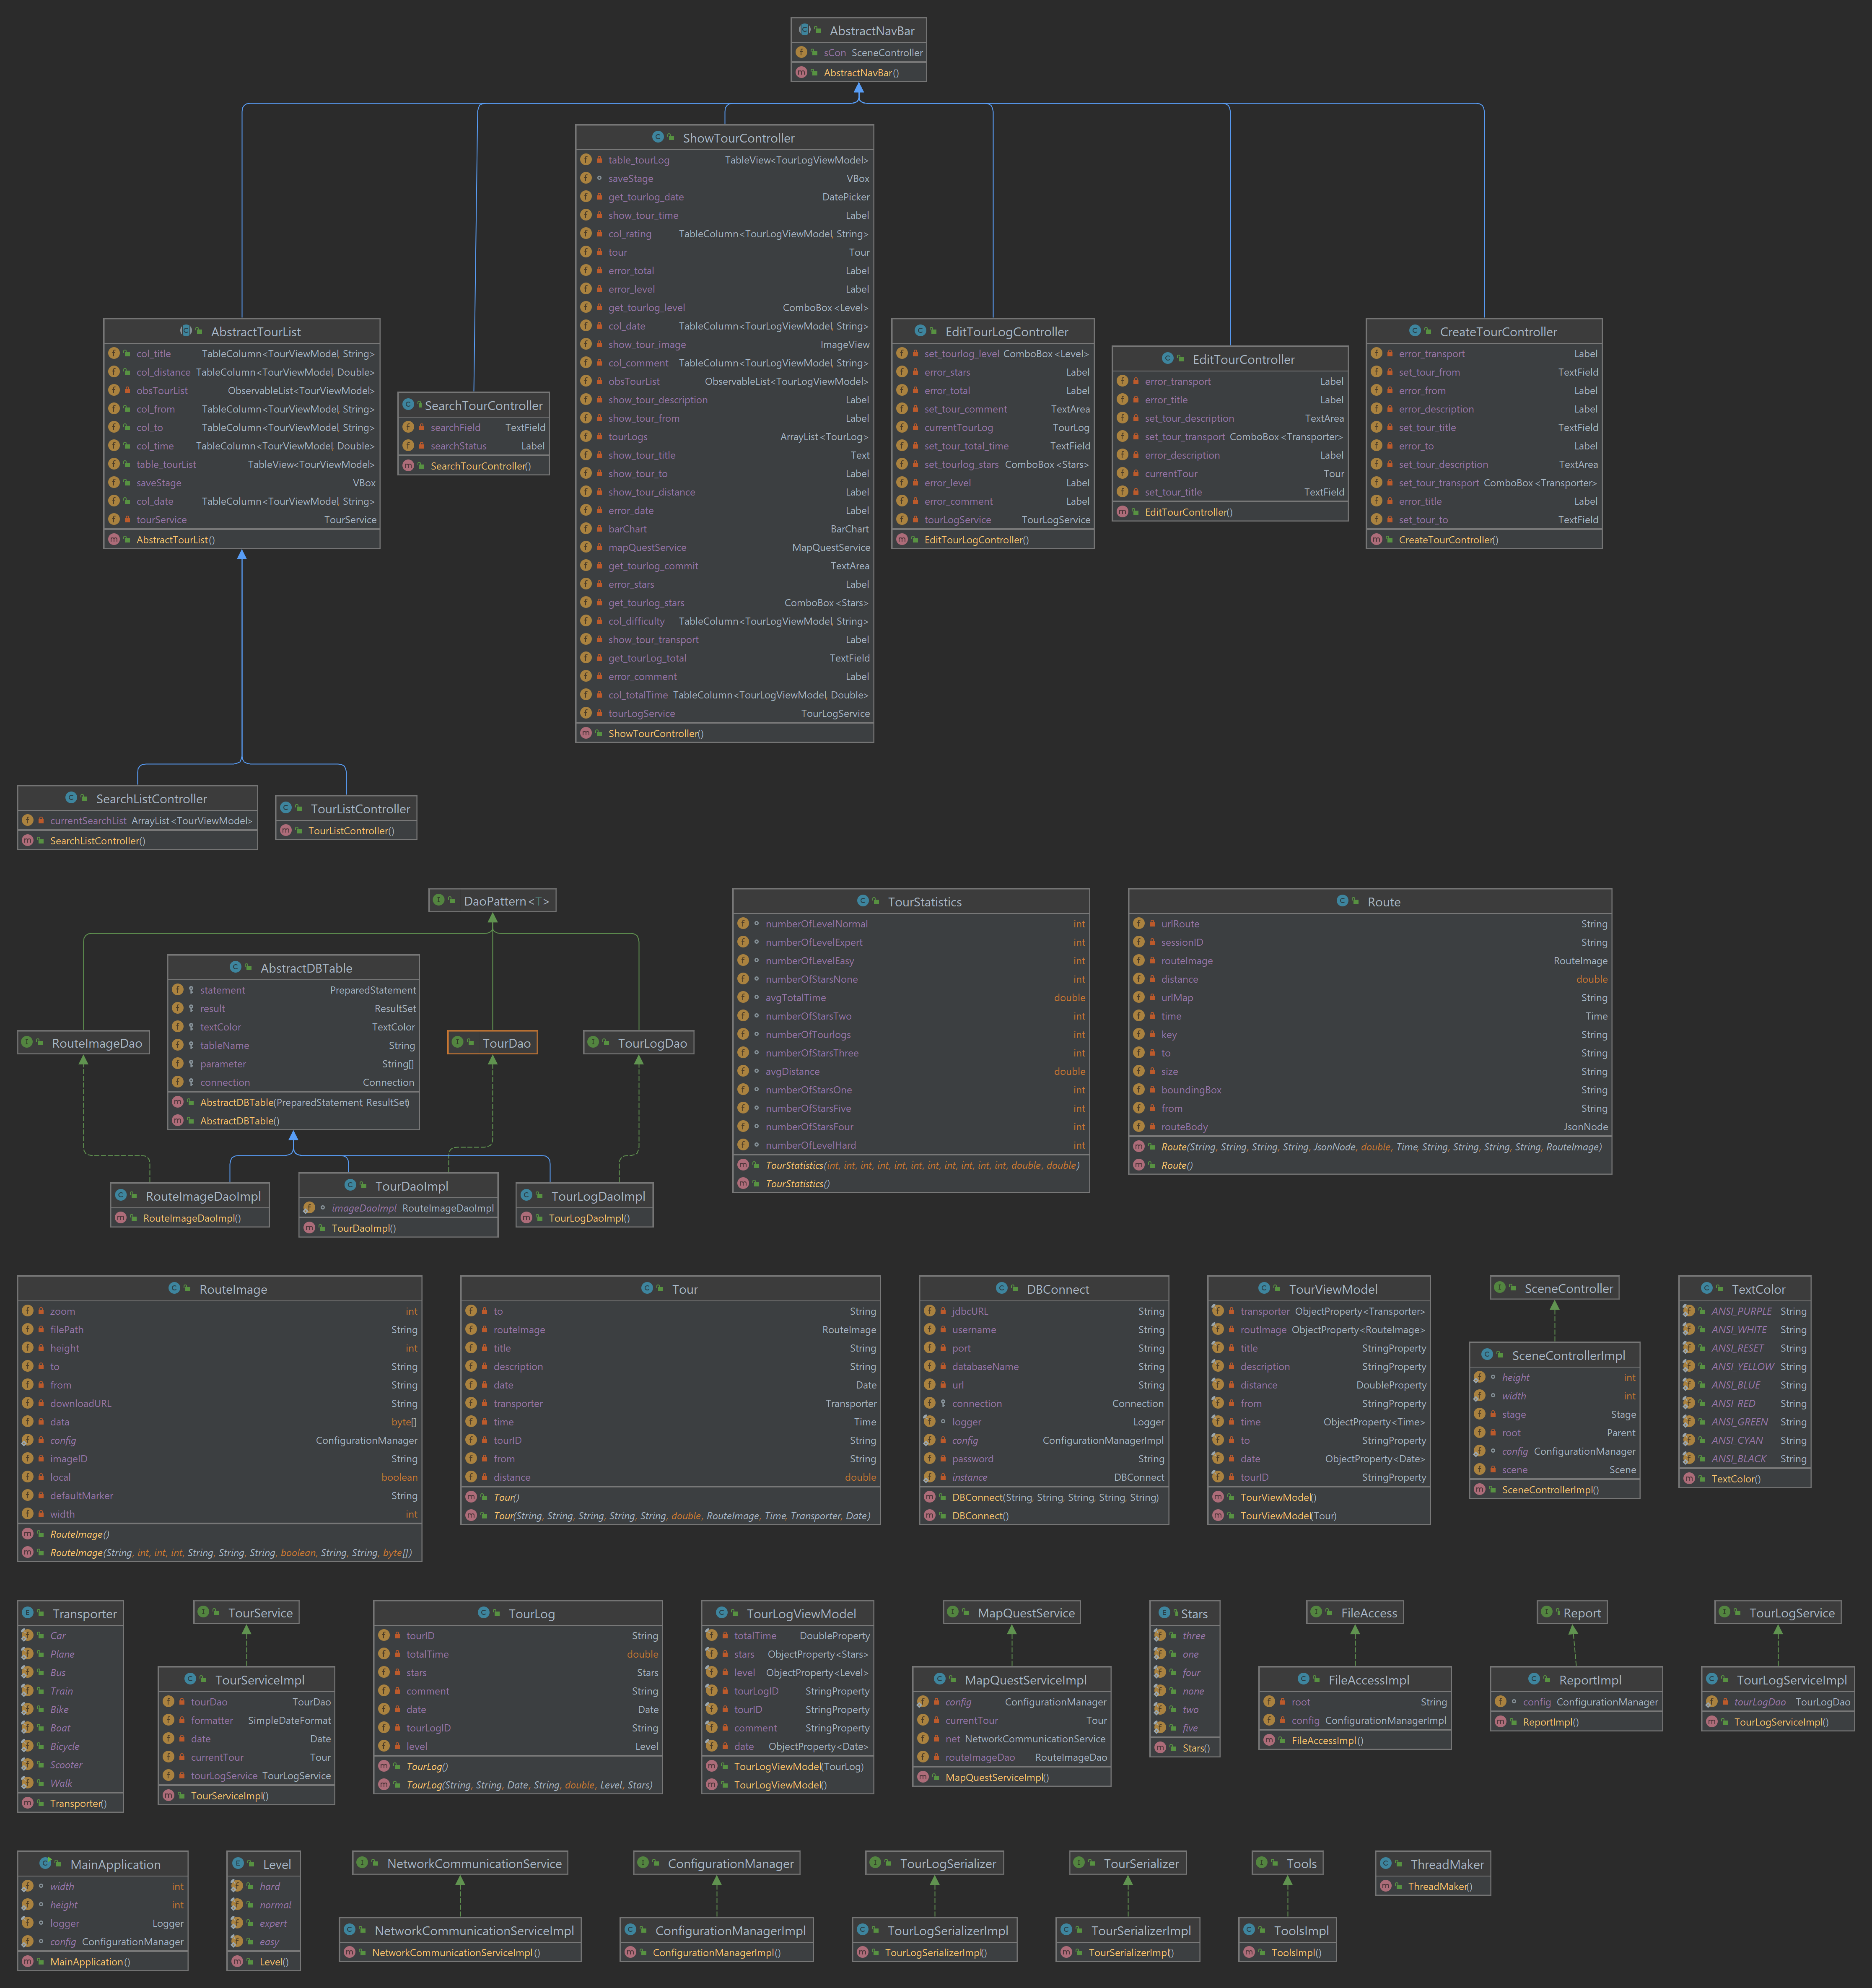 AbstractNavBar
sCon SceneController
AbstractNavBar()
ShowTourController
table_tourLog TableView<TourLogViewModel>
saveStage VBox
get_tourlog_date DatePicker
show_tour_time Label
col_rating TableColumn<TourLogViewModel, String>
tour Tour
error_total Label
error_level Label
get_tourlog_level ComboBox<Level>
col_date TableColumn<TourLogViewModel, String>
show_tour_image ImageView
col_comment TableColumn<TourLogViewModel, String>
obsTourList ObservableList<TourLogViewModel>
show_tour_description Label
show_tour_from Label
tourLogs ArrayList<TourLog>
show_tour_title Text
show_tour_to Label
show_tour_distance Label
error_date Label
barChart BarChart
mapQuestService MapQuestService
get_tourlog_commit TextArea
error_stars Label
get_tourlog_stars ComboBox<Stars>
col_difficulty TableColumn<TourLogViewModel, String>
show_tour_transport Label
get_tourLog_total TextField
error_comment Label
col_totalTime TableColumn<TourLogViewModel, Double>
tourLogService TourLogService
ShowTourController()
AbstractTourList
col_title TableColumn<TourViewModel, String>
col_distance TableColumn<TourViewModel, Double>
obsTourList ObservableList<TourViewModel>
col_from TableColumn<TourViewModel, String>
col_to TableColumn<TourViewModel, String>
col_time TableColumn<TourViewModel, Double>
table_tourList TableView<TourViewModel>
saveStage VBox
col_date TableColumn<TourViewModel, String>
tourService TourService
AbstractTourList()
SearchTourController
searchField TextField
searchStatus Label
SearchTourController()
EditTourLogController
set_tourlog_level ComboBox<Level>
error_stars Label
error_total Label
set_tour_comment TextArea
currentTourLog TourLog
set_tour_total_time TextField
set_tourlog_stars ComboBox<Stars>
error_level Label
error_comment Label
tourLogService TourLogService
EditTourLogController()
EditTourController
error_transport Label
error_title Label
set_tour_description TextArea
set_tour_transport ComboBox<Transporter>
error_description Label
currentTour Tour
set_tour_title TextField
EditTourController()
CreateTourController
error_transport Label
set_tour_from TextField
error_from Label
error_description Label
set_tour_title TextField
error_to Label
set_tour_description TextArea
set_tour_transport ComboBox<Transporter>
error_title Label
set_tour_to TextField
CreateTourController()
SearchListController
currentSearchList ArrayList<TourViewModel>
SearchListController()
TourListController
TourListController()
DaoPattern<T>
AbstractDBTable
statement PreparedStatement
result ResultSet
textColor TextColor
tableName String
parameter String[]
connection Connection
AbstractDBTable(PreparedStatement, ResultSet)
AbstractDBTable()
RouteImageDao
TourDao
TourLogDao
RouteImageDaoImpl
RouteImageDaoImpl()
TourDaoImpl
imageDaoImpl RouteImageDaoImpl
TourDaoImpl()
TourLogDaoImpl
TourLogDaoImpl()
TourStatistics
numberOfLevelNormal int
numberOfLevelExpert int
numberOfLevelEasy int
numberOfStarsNone int
avgTotalTime double
numberOfStarsTwo int
numberOfTourlogs int
numberOfStarsThree int
avgDistance double
numberOfStarsOne int
numberOfStarsFive int
numberOfStarsFour int
numberOfLevelHard int
TourStatistics(int, int, int, int, int, int, int, int, int, int, int, double, double)
TourStatistics()
Route
urlRoute String
sessionID String
routeImage RouteImage
distance double
urlMap String
time Time
key String
to String
size String
boundingBox String
from String
routeBody JsonNode
Route(String, String, String, String, JsonNode, double, Time, String, String, String, String, RouteImage)
Route()
RouteImage
zoom int
filePath String
height int
to String
from String
downloadURL String
data byte[]
config ConfigurationManager
imageID String
local boolean
defaultMarker String
width int
RouteImage()
RouteImage(String, int, int, int, String, String, String, boolean, String, String, byte[])
Tour
to String
routeImage RouteImage
title String
description String
date Date
transporter Transporter
time Time
tourID String
from String
distance double
Tour()
Tour(String, String, String, String, String, double, RouteImage, Time, Transporter, Date)
DBConnect
jdbcURL String
username String
port String
databaseName String
url String
connection Connection
logger Logger
config ConfigurationManagerImpl
password String
instance DBConnect
DBConnect(String, String, String, String, String)
DBConnect()
TourViewModel
transporter ObjectProperty<Transporter>
routImage ObjectProperty<RouteImage>
title StringProperty
description StringProperty
distance DoubleProperty
from StringProperty
time ObjectProperty<Time>
to StringProperty
date ObjectProperty<Date>
tourID StringProperty
TourViewModel()
TourViewModel(Tour)
SceneController
SceneControllerImpl
height int
width int
stage Stage
root Parent
config ConfigurationManager
scene Scene
SceneControllerImpl()
TextColor
ANSI_PURPLE String
ANSI_WHITE String
ANSI_RESET String
ANSI_YELLOW String
ANSI_BLUE String
ANSI_RED String
ANSI_GREEN String
ANSI_CYAN String
ANSI_BLACK String
TextColor()
Transporter
Car
Plane
Bus
Train
Bike
Boat
Bicycle
Scooter
Walk
Transporter()
TourService
TourServiceImpl
tourDao TourDao
formatter SimpleDateFormat
date Date
currentTour Tour
tourLogService TourLogService
TourServiceImpl()
TourLog
tourID String
totalTime double
stars Stars
comment String
date Date
tourLogID String
level Level
TourLog()
TourLog(String, String, Date, String, double, Level, Stars)
TourLogViewModel
totalTime DoubleProperty
stars ObjectProperty<Stars>
level ObjectProperty<Level>
tourLogID StringProperty
tourID StringProperty
comment StringProperty
date ObjectProperty<Date>
TourLogViewModel(TourLog)
TourLogViewModel()
MapQuestService
MapQuestServiceImpl
config ConfigurationManager
currentTour Tour
net NetworkCommunicationService
routeImageDao RouteImageDao
MapQuestServiceImpl()
Stars
three
one
four
none
two
five
Stars()
FileAccess
FileAccessImpl
root String
config ConfigurationManagerImpl
FileAccessImpl()
Report
ReportImpl
config ConfigurationManager
ReportImpl()
TourLogService
TourLogServiceImpl
tourLogDao TourLogDao
TourLogServiceImpl()
MainApplication
width int
height int
logger Logger
config ConfigurationManager
MainApplication()
Level
hard
normal
expert
easy
Level()
NetworkCommunicationService
NetworkCommunicationServiceImpl
NetworkCommunicationServiceImpl()
ConfigurationManager
ConfigurationManagerImpl
ConfigurationManagerImpl()
TourLogSerializer
TourLogSerializerImpl
TourLogSerializerImpl()
TourSerializer
TourSerializerImpl
TourSerializerImpl()
Tools
ToolsImpl
ToolsImpl()
ThreadMaker
ThreadMaker()